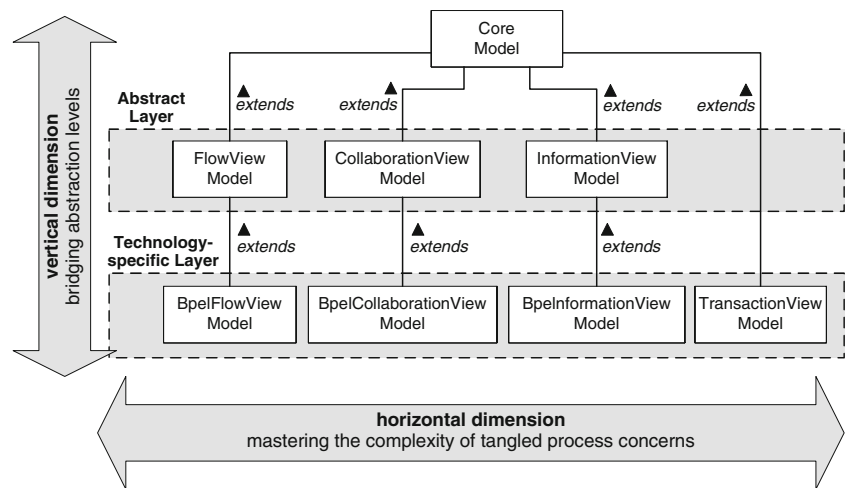 Core
Model
extends
extends
extends
extends
Abstract
Layer
FlowView
Model
CollaborationView
Model
InformationView
Model
extends
extends
extends
Technology-
specific Layer
BpelFlowView
Model
BpelCollaborationView
Model
BpelnformationView
Model
TransactionView
Model
vertical dimension
bridging abstraction levels
horizontal dimension
mastering the complexity of tangled process concerns